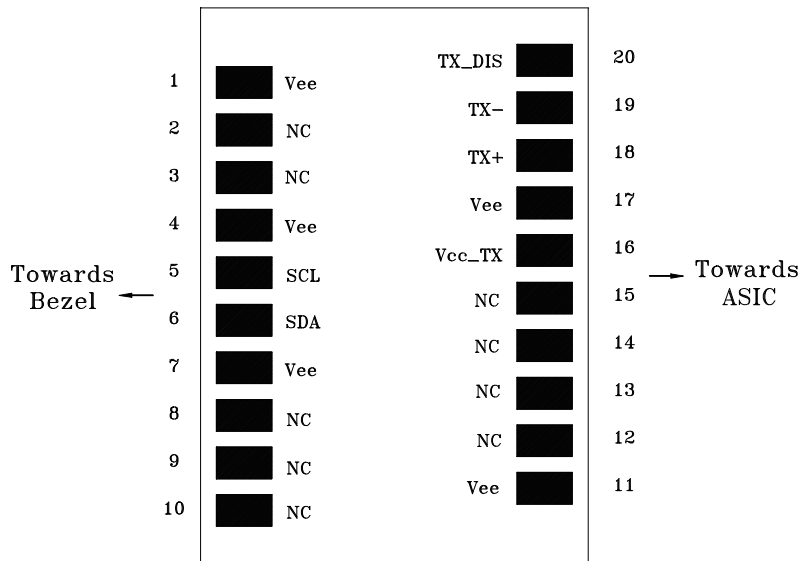 1 Vee
2 NC
3 NC
4 Vee
5 SCL
6 SDA
7 Vee
8 NC
9 NC
10 NC
Towards
Bezel
TX_DIS 20
TX- 19
TX+ 18
Vee 17
Vcc_TX 16
NC 15
NC 14
NC 13
NC 12
Vee 11
Towards
ASIC